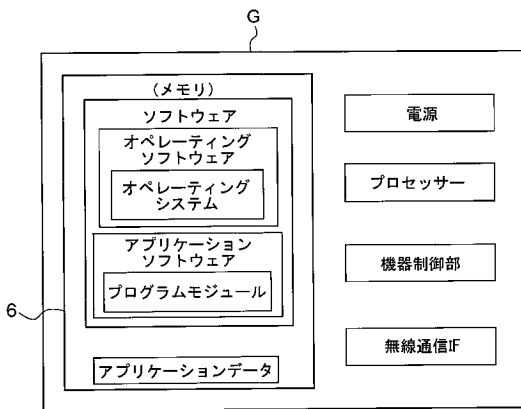 G
(メモリ)
ソフトウェア
オペレーティング
ソフトウェア
オペレーティング
システム
アプリケーション
ソフトウェア
プログラムモジュール
アプリケーションデータ
6
電源
プロセッサー
機器制御部
無線通信IF